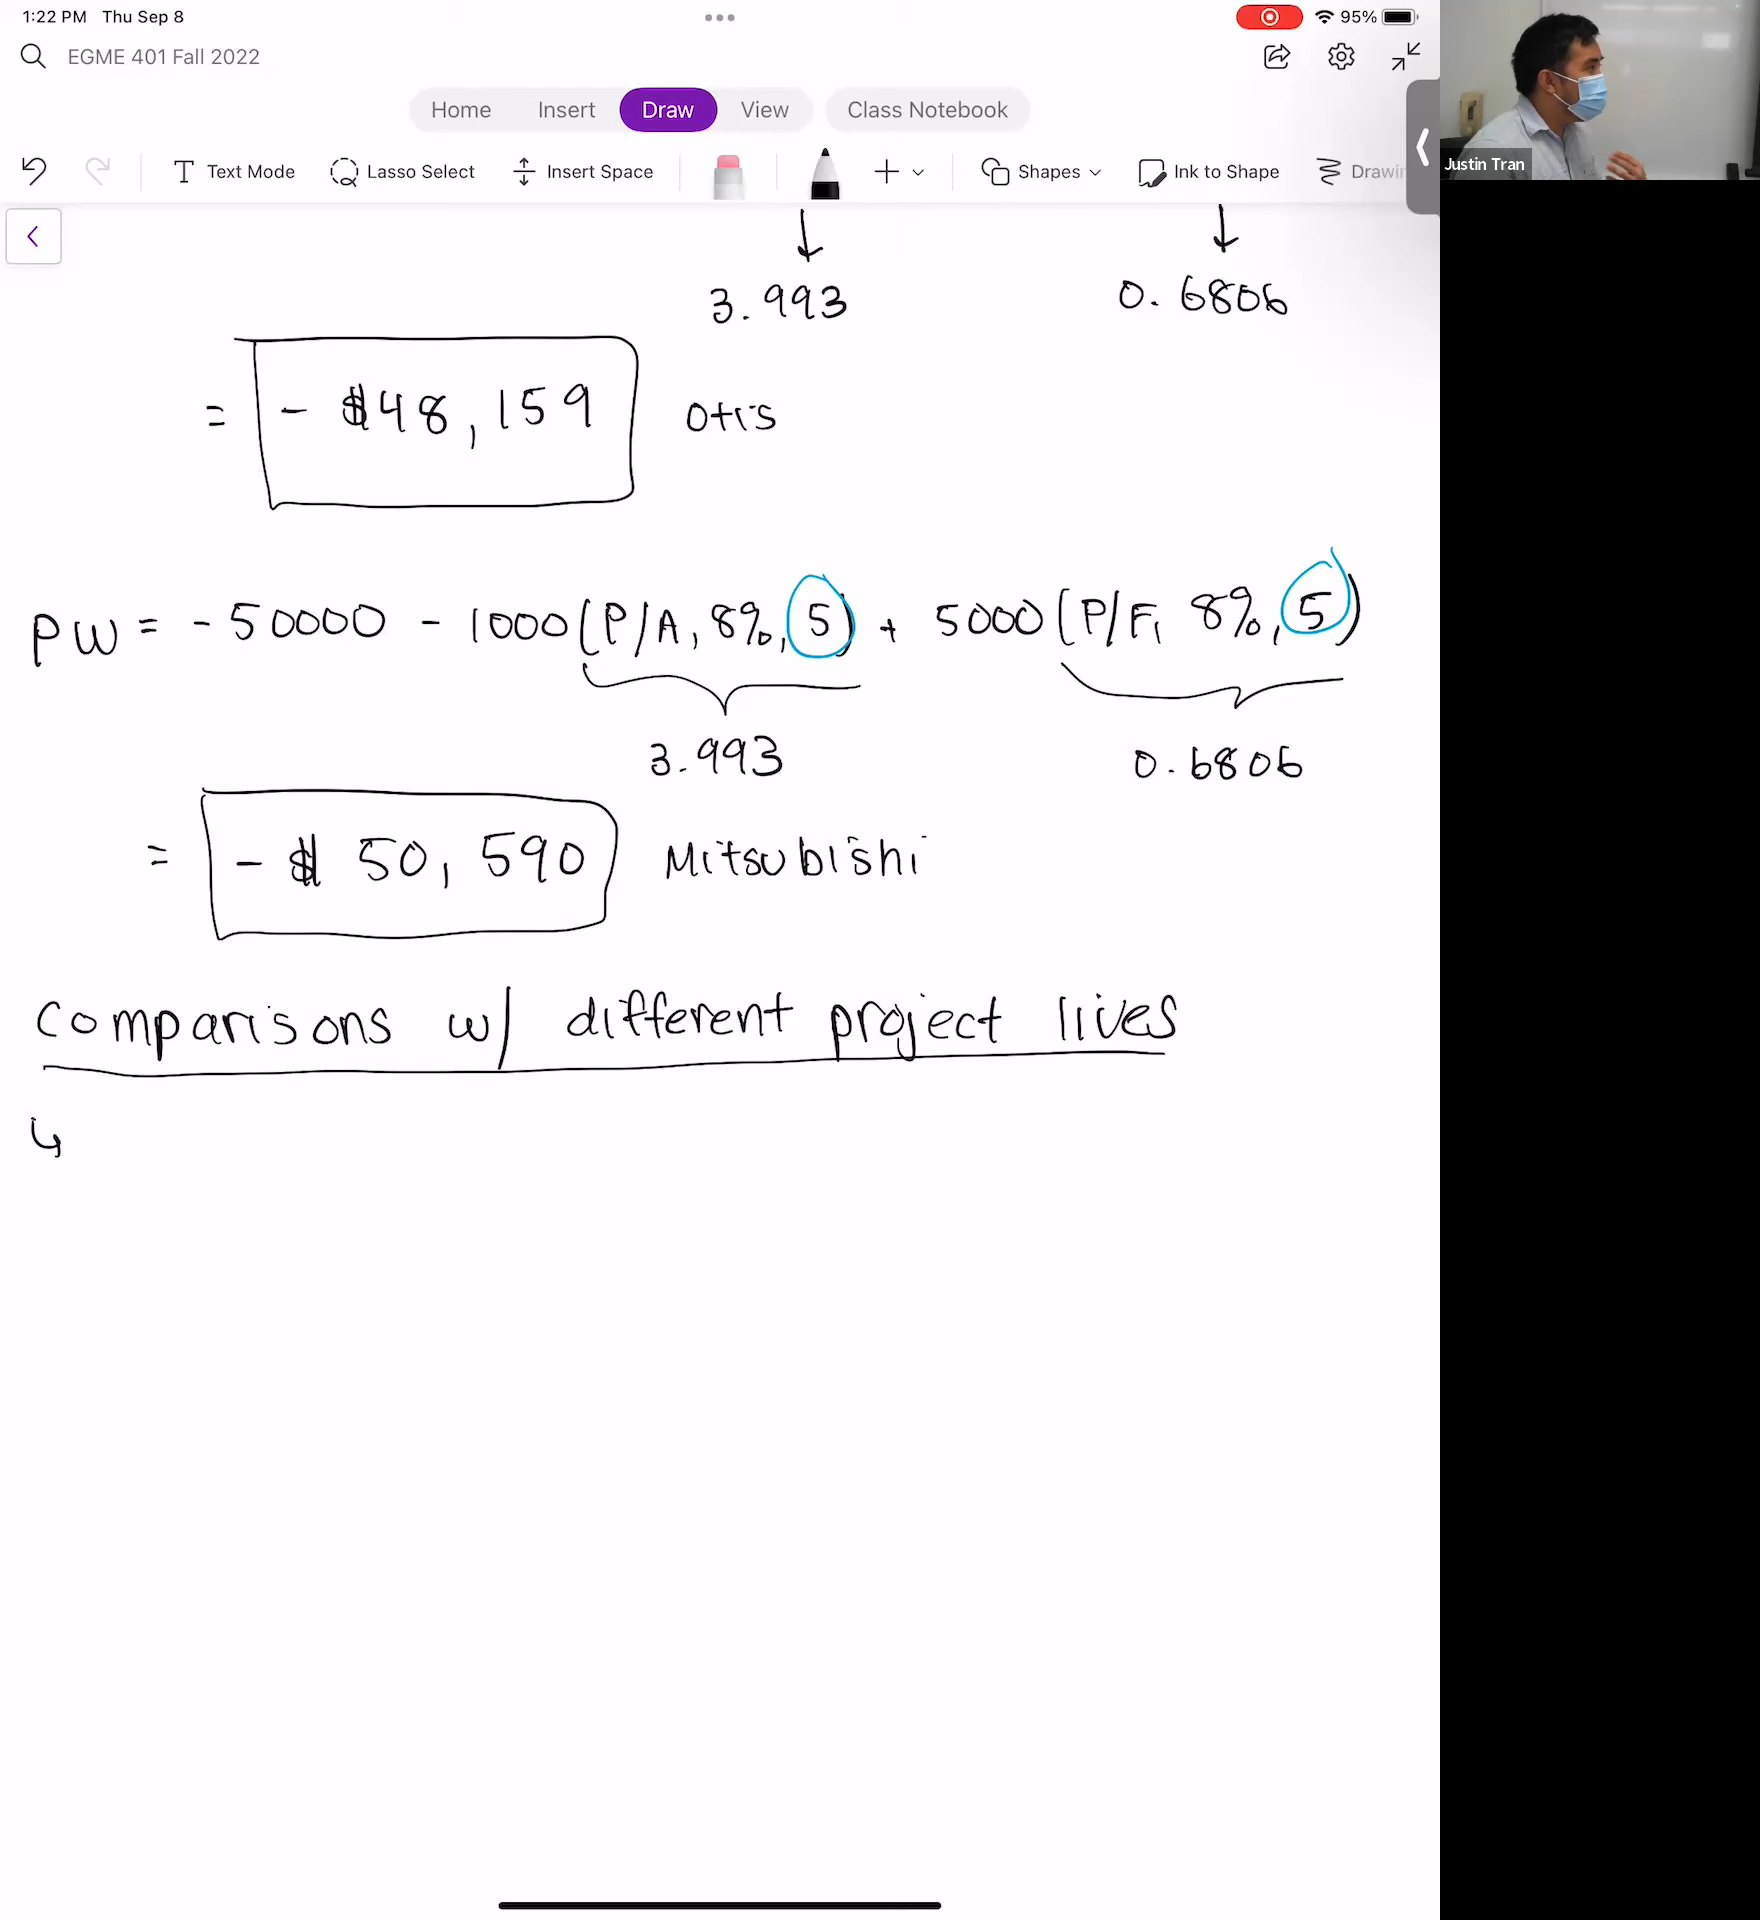 1:22 PM Thu Sep 8
95%
EGME 401 Fall 2022
Home Insert Draw View Class Notebook
Text Mode Lasso Select Insert Space Shapes Ink to Shape Drawi
Justin Tran
3.993 0.6806
= - $48,159 Otis
PW = - 50000 - 1000 (P/A, 8%, 5) + 5000 (P/F, 8%, 5)
3.993 0.6806
= - $ 50,590 Mitsubishi
Comparisons w/ different project lives